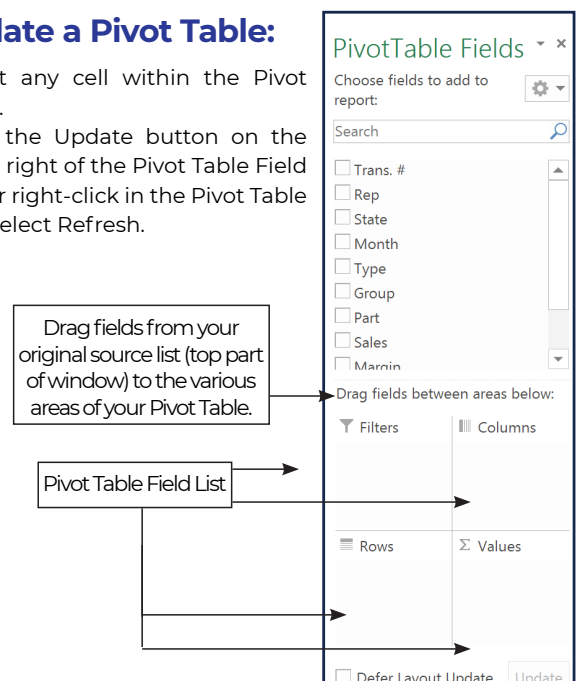 late a Pivot Table:
t any cell within the Pivot
.
the Update button on the
right of the Pivot Table Field
r right-click in the Pivot Table
elect Refresh.
Drag fields from your
original source list (top part
of window) to the various
areas of your Pivot Table.
Pivot Table Field List
PivotTable Fields
Choose fields to add to
report:
Search
Trans. #
Rep
State
Month
Type
Group
Part
Sales
Margin
Drag fields between areas below:
Filters
Columns
Rows
Σ Values
Defer Layout Update
Update